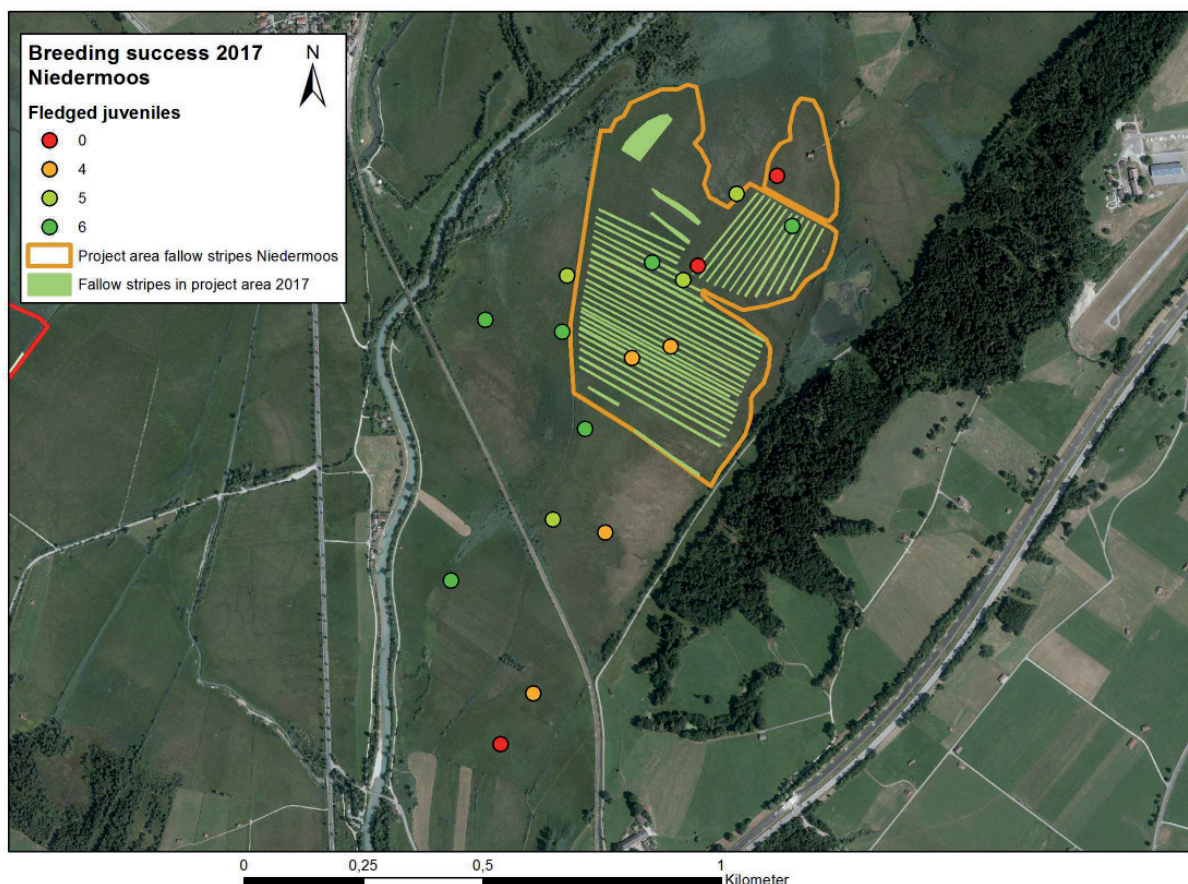 Breeding success 2017
Niedermoos
N
Fledged juveniles
0
4
5
6
Project area fallow stripes Niedermoos
Fallow stripes in project area 2017
0 0,25 0,5 1
Kilometer